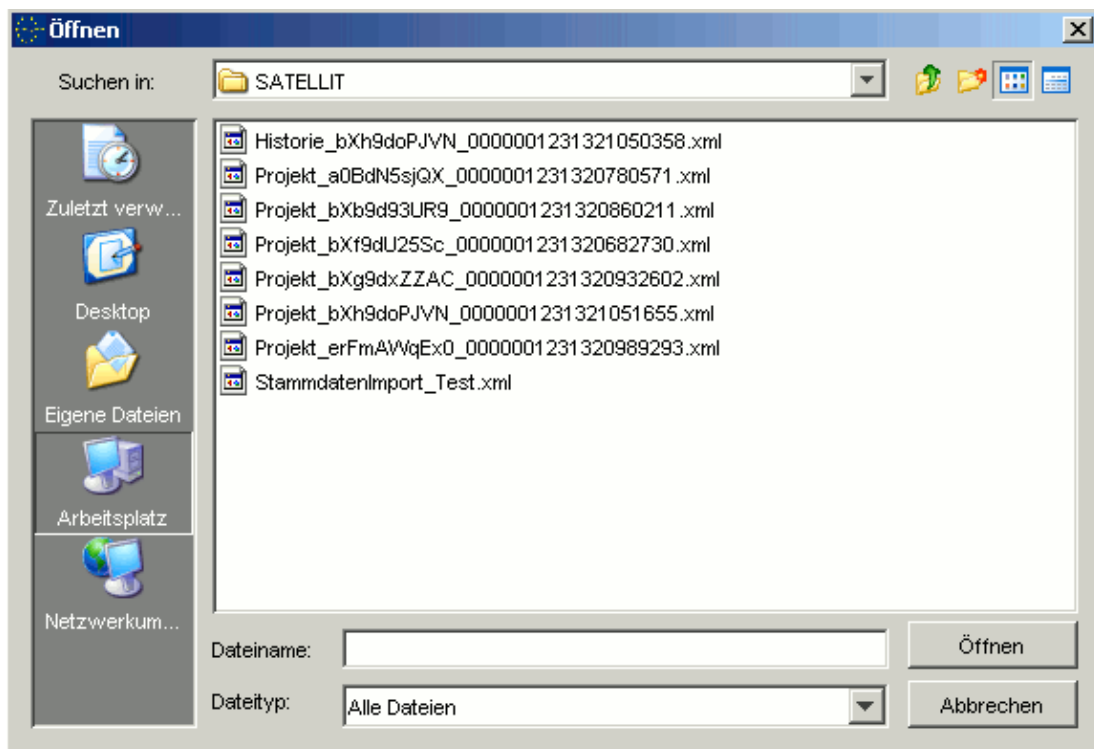 Öffnen
Suchen in: SATELLIT
Zuletzt verw...
Desktop
Eigene Dateien
Arbeitsplatz
Netzwerkum...
Historie_bXh9doPJVN_0000001231321050358.xml
Projekt_a0BdN5sjQX_0000001231320780571.xml
Projekt_bXb9d93UR9_0000001231320860211.xml
Projekt_bXf9dU25Sc_0000001231320682730.xml
Projekt_bXg9dxZZAC_0000001231320932602.xml
Projekt_bXh9doPJVN_0000001231321051655.xml
Projekt_erFmAWqEx0_0000001231320989293.xml
StammdatenImport_Test.xml
Dateiname:
Öffnen
Dateityp: Alle Dateien
Abbrechen